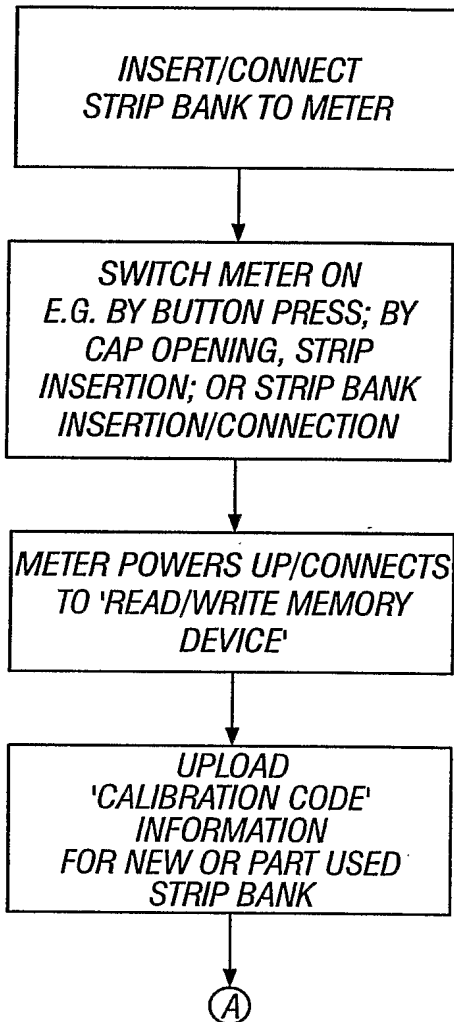 INSERT/CONNECT
STRIP BANK TO METER
SWITCH METER ON
E.G. BY BUTTON PRESS; BY
CAP OPENING, STRIP
INSERTION; OR STRIP BANK
INSERTION/CONNECTION
METER POWERS UP/CONNECTS
TO 'READ/WRITE MEMORY
DEVICE'
UPLOAD
'CALIBRATION CODE'
INFORMATION
FOR NEW OR PART USED
STRIP BANK
A